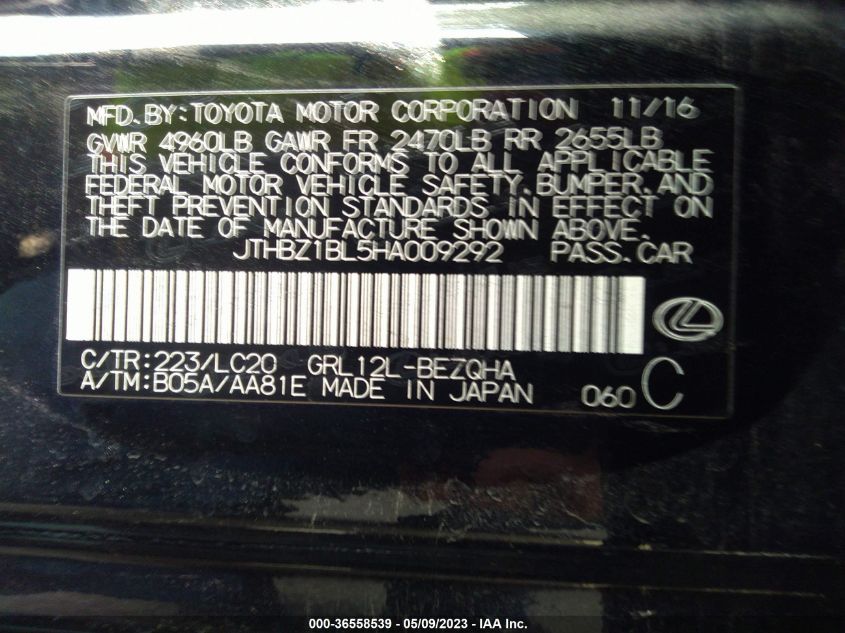 MFD. BY: TOYOTA MOTOR CORPORATION 11/16
GVWR 4960LB GAWR FR 2470LB RR 2655LB
THIS VEHICLE CONFORMS TO ALL APPLICABLE
FEDERAL MOTOR VEHICLE SAFETY, BUMPER, AND
THEFT PREVENTION STANDARDS IN EFFECT ON
THE DATE OF MANUFACTURE SHOWN ABOVE.
JTHBZ1BL5HA009292 PASS. CAR
C/TR: 223/LC20 GRL12L-BEZQHA
A/TM: B05A/AA81E MADE IN JAPAN 060 C
000-36558539 - 05/09/2023 - IAA Inc.